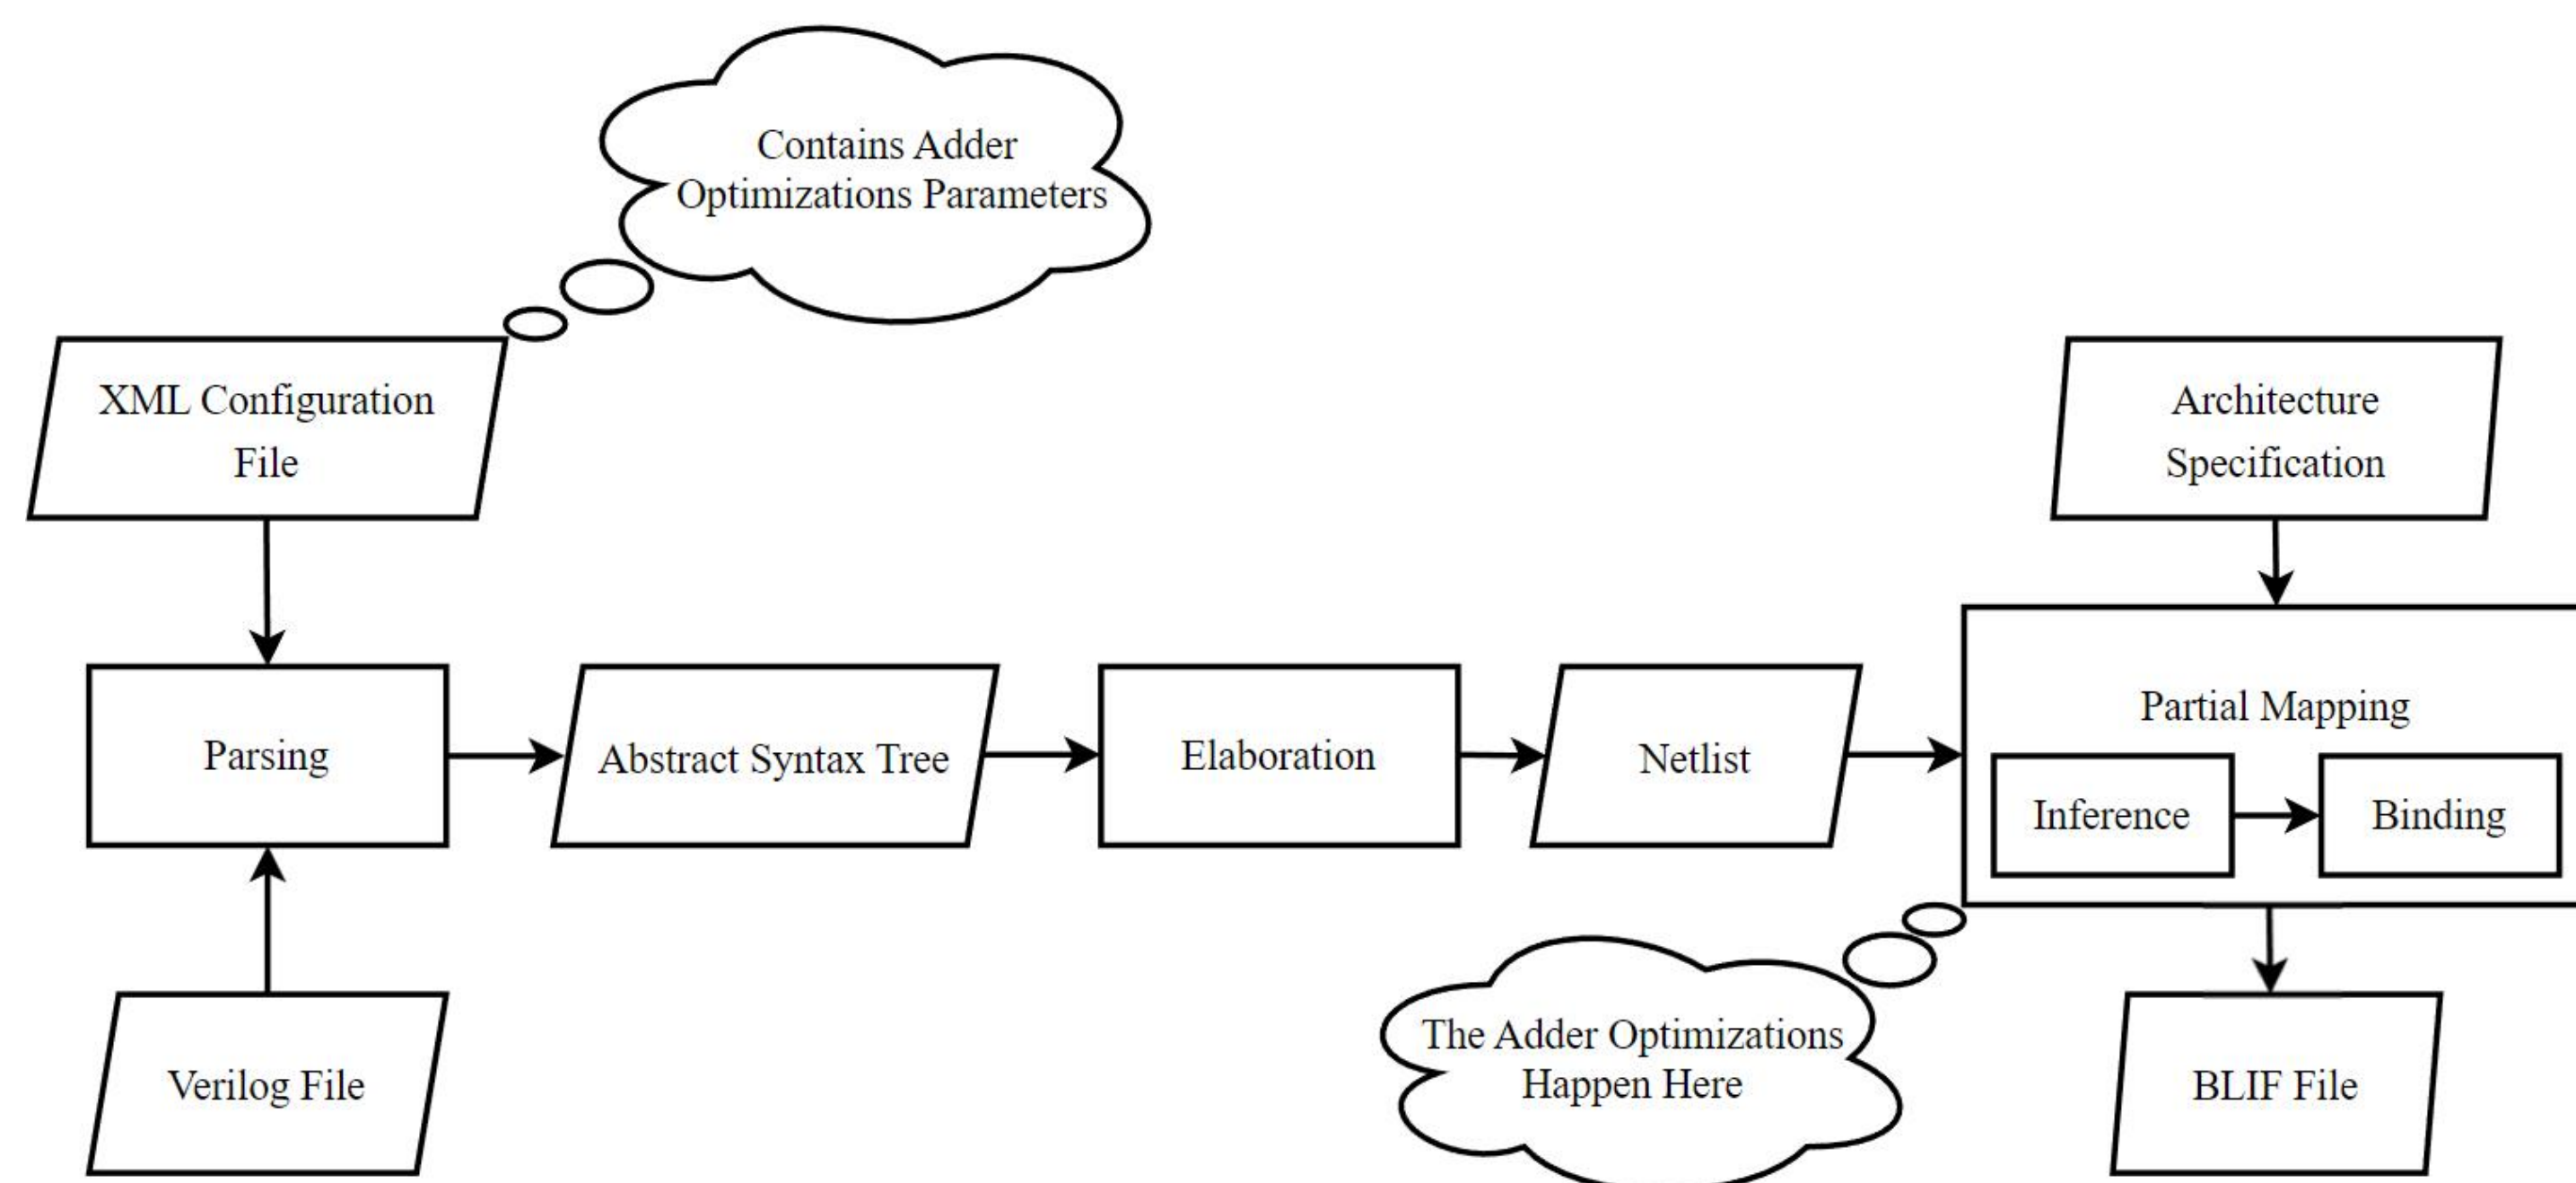 Contains Adder
Optimizations Parameters
XML Configuration
File
Architecture
Specification
Parsing
Abstract Syntax Tree
Elaboration
Netlist
Partial Mapping
Inference
Binding
The Adder Optimizations
Happen Here
Verilog File
BLIF File